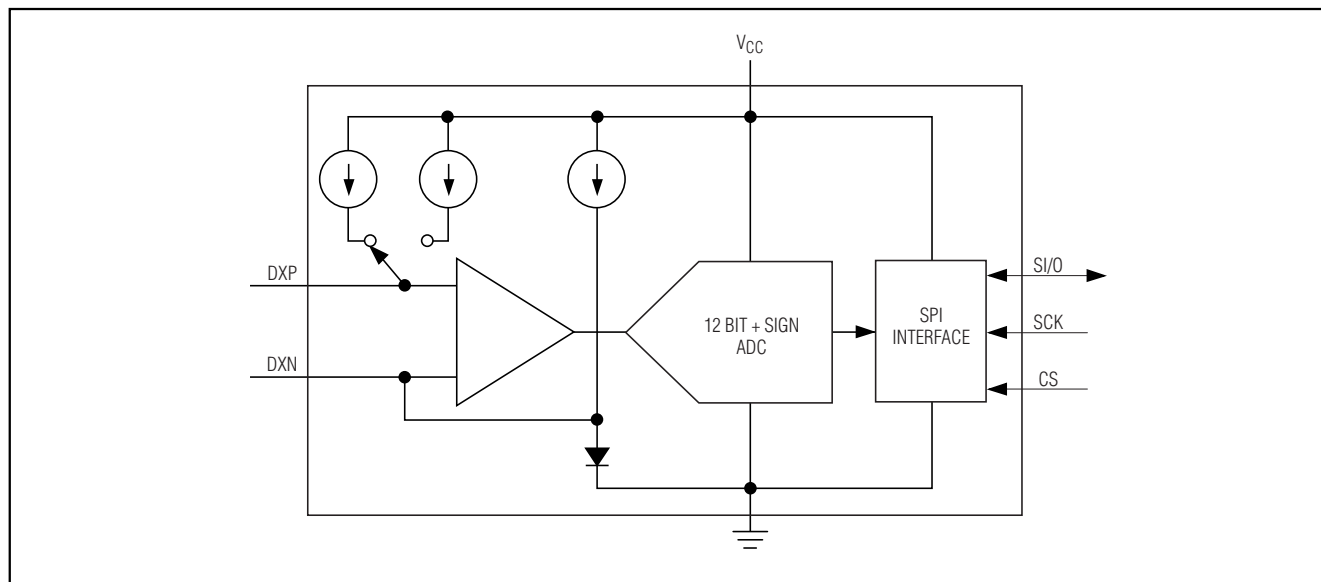 VCC
DXP
DXN
12 BIT + SIGN
ADC
SPI
INTERFACE
SI/O
SCK
CS